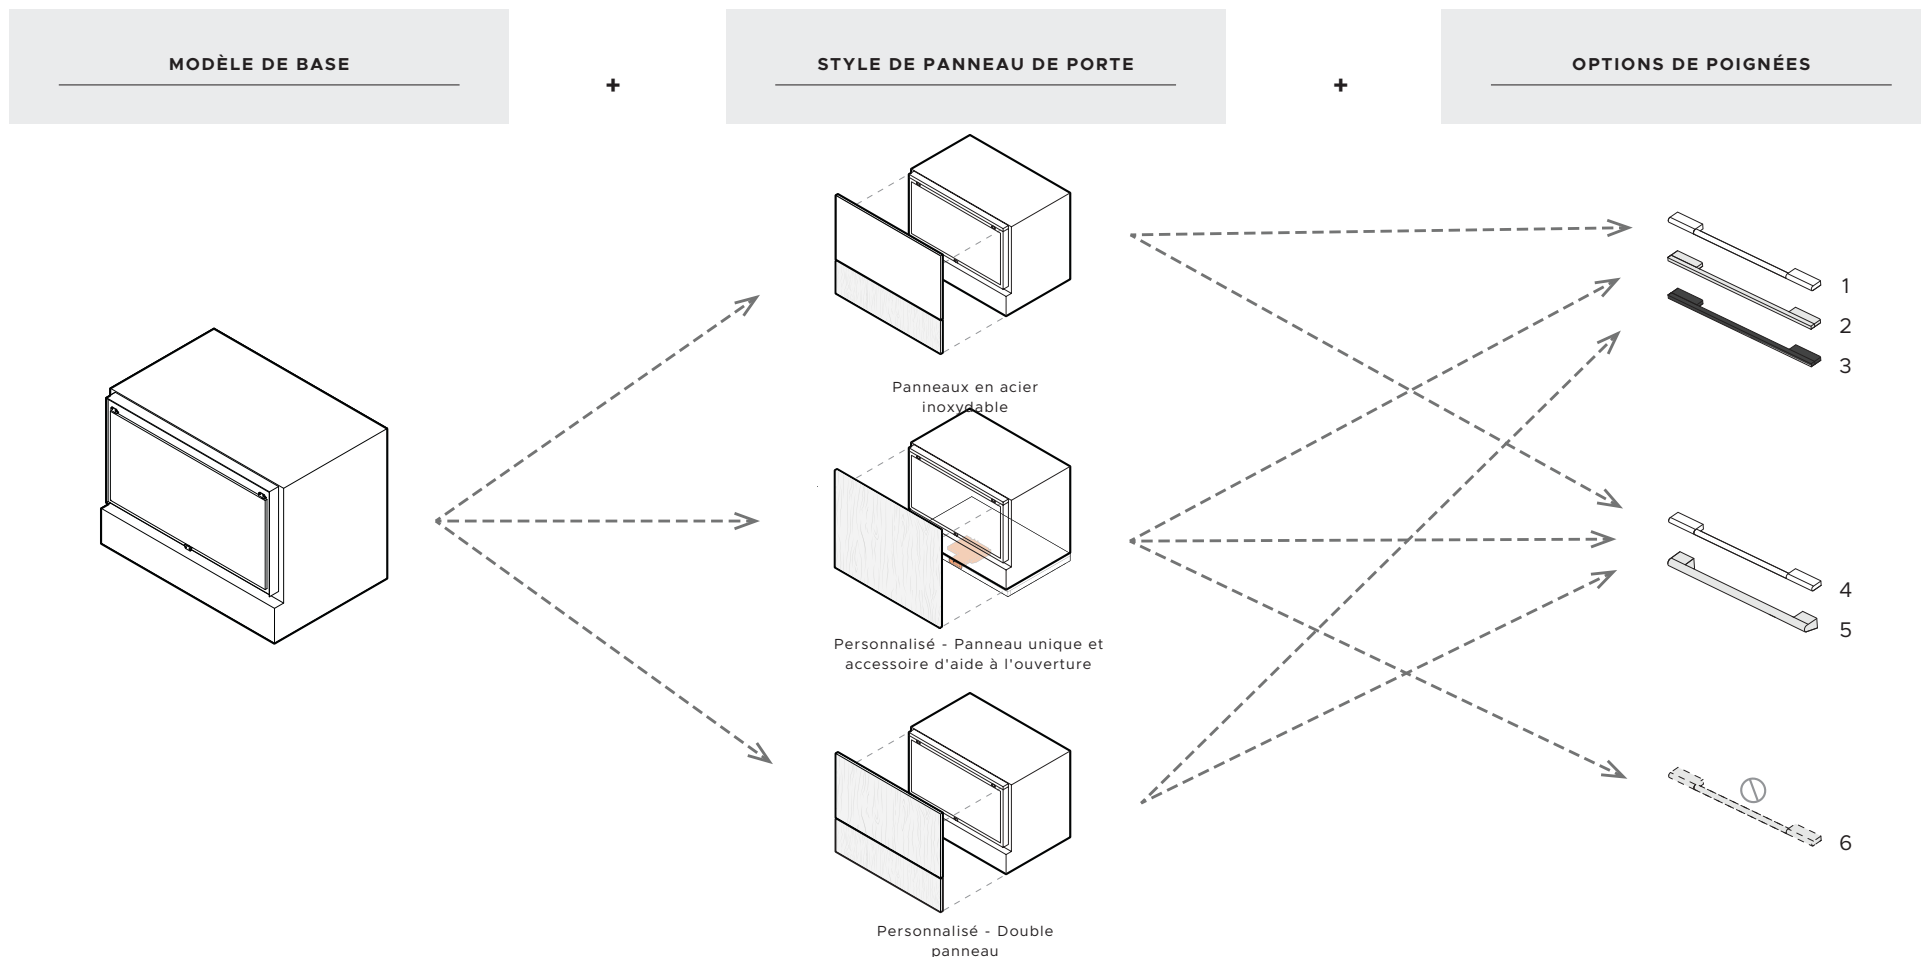 MODÈLE DE BASE
+
STYLE DE PANNEAU DE PORTE
+
OPTIONS DE POIGNÉES
Panneaux en acier
inoxydable
Personnalisé - Panneau unique et
accessoire d'aide à l'ouverture
Personnalisé - Double
panneau
1
2
3
4
5
6